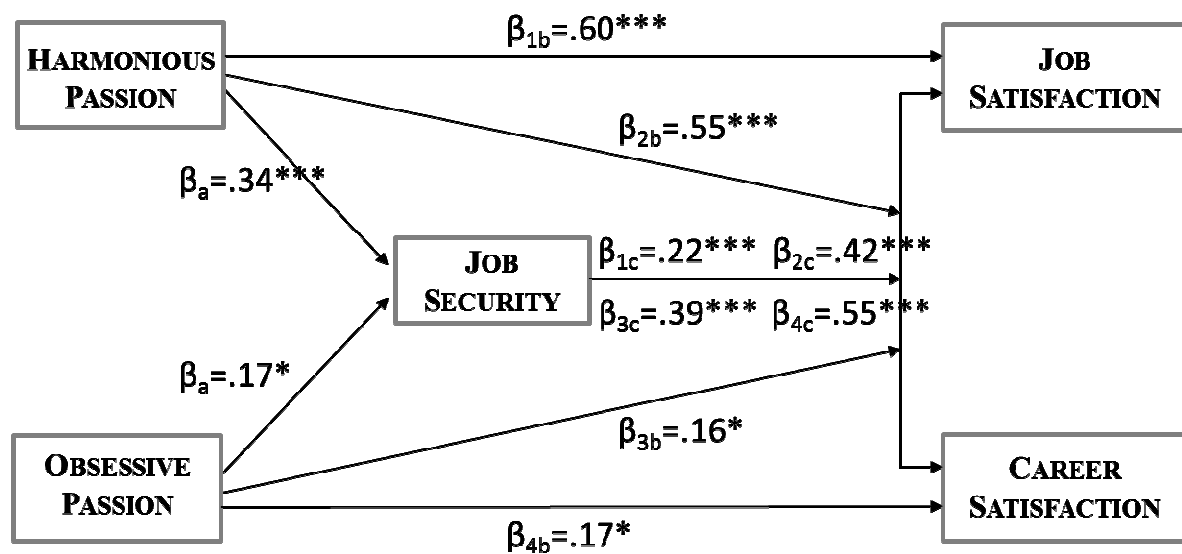 β1b=.60***
HARMONIOUS
PASSION
JOB
SATISFACTION
β2b=.55***
βa=.34***
JOB
SECURITY
β1c=.22*** β2c=.42***
β3c=.39*** β4c=.55***
βa=.17*
β3b=.16*
OBSESSIVE
PASSION
CAREER
SATISFACTION
β4b=.17*